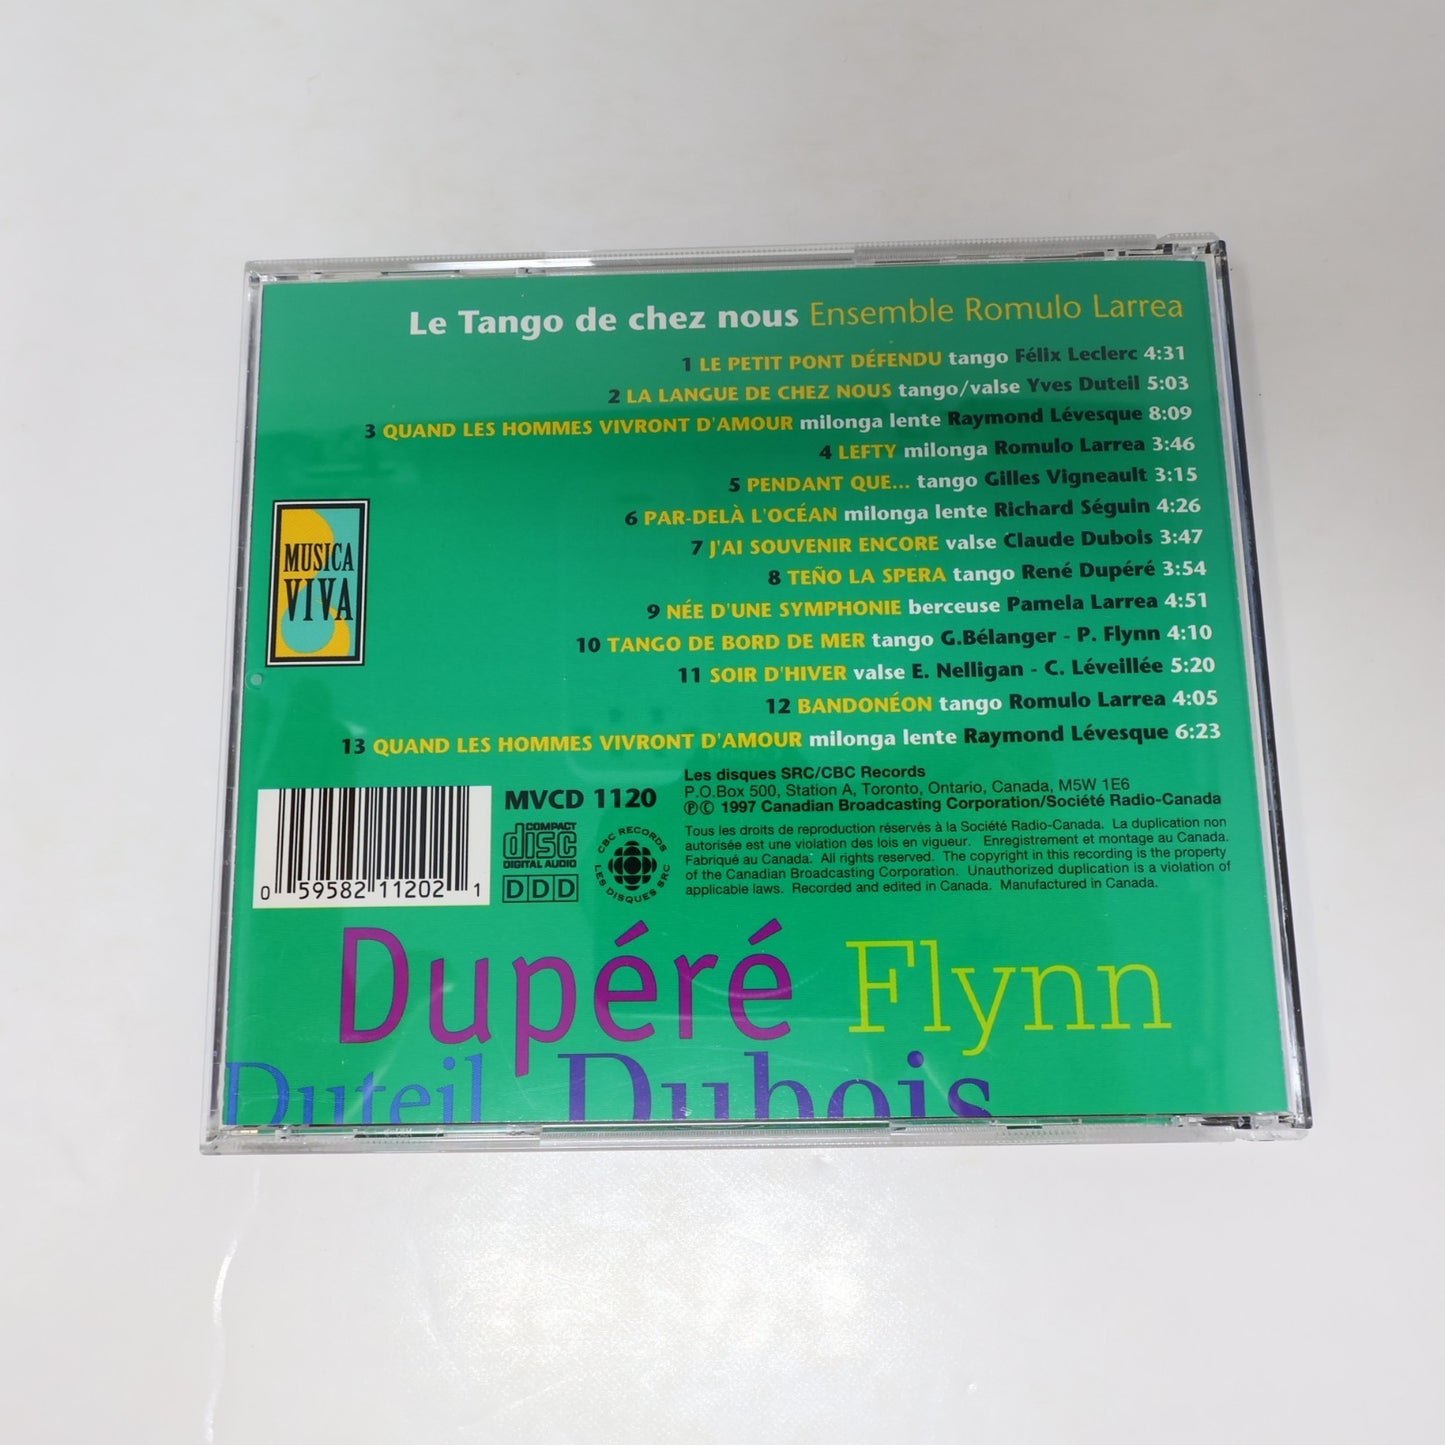 Le Tango de chez nous Ensemble Romulo Larrea
1 LE PETIT PONT DÉFENDU tango Félix Leclerc 4:31
2 LA LANGUE DE CHEZ NOUS tango/valse Yves Duteil 5:03
3 QUAND LES HOMMES VIVRONT D'AMOUR milonga lente Raymond Lévesque 8:09
4 LEFTY milonga Romulo Larrea 3:46
5 PENDANT QUE... tango Gilles Vigneault 3:15
6 PAR-DELÀ L'OCÉAN milonga lente Richard Séguin 4:26
7 J'AI SOUVENIR ENCORE valse Claude Dubois 3:47
8 TEÑO LA SPERA tango René Dupéré 3:54
9 NÉE D'UNE SYMPHONIE berceuse Pamela Larrea 4:51
10 TANGO DE BORD DE MER tango G.Bélanger - P. Flynn 4:10
11 SOIR D'HIVER valse E. Nelligan - C. Léveillée 5:20
12 BANDONÉON tango Romulo Larrea 4:05
13 QUAND LES HOMMES VIVRONT D'AMOUR milonga lente Raymond Lévesque 6:23
MUSICA
VIVA
0 59582 11202 1
MVCD 1120
COMPACT
disc
DIGITAL AUDIO
DDD
CBC RECORDS
LES DISQUES SRC
Les disques SRC/CBC Records
P.O.Box 500, Station A, Toronto, Ontario, Canada, M5W 1E6
℗© 1997 Canadian Broadcasting Corporation/Société Radio-Canada
Tous les droits de reproduction réservés à la Société Radio-Canada. La duplication non
autorisée est une violation des lois en vigueur. Enregistrement et montage au Canada.
Fabriqué au Canada. All rights reserved. The copyright in this recording is the property
of the Canadian Broadcasting Corporation. Unauthorized duplication is a violation of
applicable laws. Recorded and edited in Canada. Manufactured in Canada.
Dupéré Flynn
Duteil Dubois